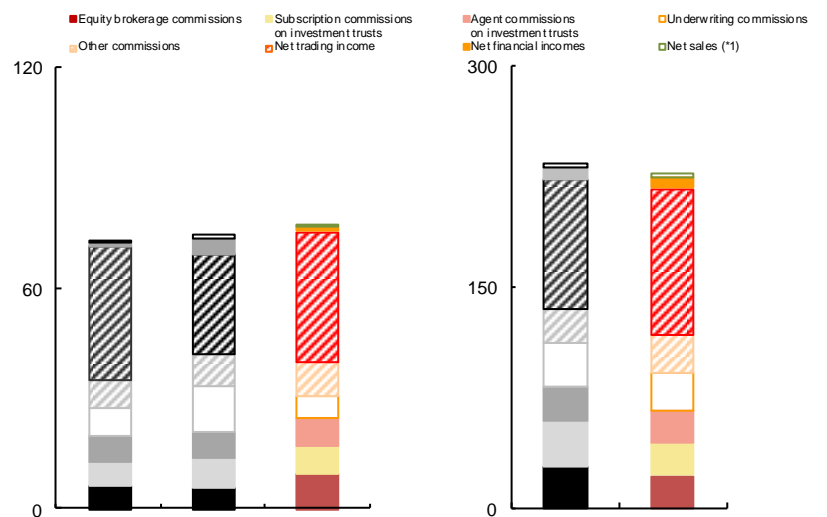 Equity brokerage commissions
Subscription commissions
on investment trusts
Agent commissions
on investment trusts
Underwriting commissions
Other commissions
Net trading income
Net financial incomes
Net sales (*1)
120
60
0
300
150
0